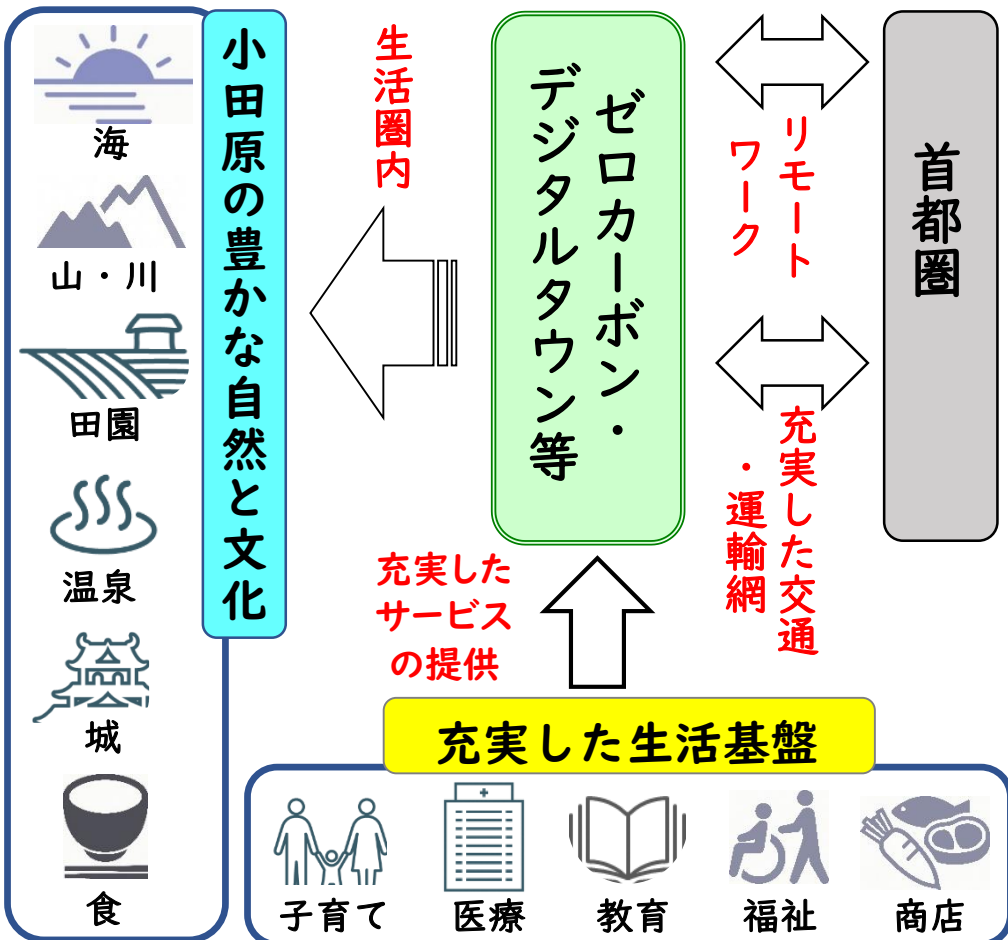 海
山・川
田園
温泉
城
食
小田原の豊かな自然と文化
生活圏内
ゼロカーボン・
デジタルタウン等
リモート
ワーク
充実した交通
・運輸網
首都圏
充実した
サービス
の提供
充実した生活基盤
子育て
医療
教育
福祉
商店